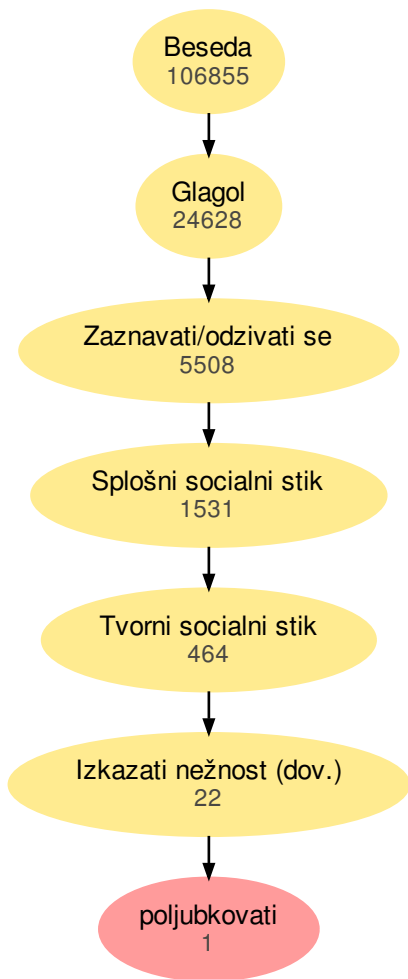 Beseda
106855
Glagol
24628
Zaznavati/odzivati se
5508
Splošni socialni stik
1531
Tvorni socialni stik
464
Izkazati nežnost (dov.)
22
poljubkovati
1